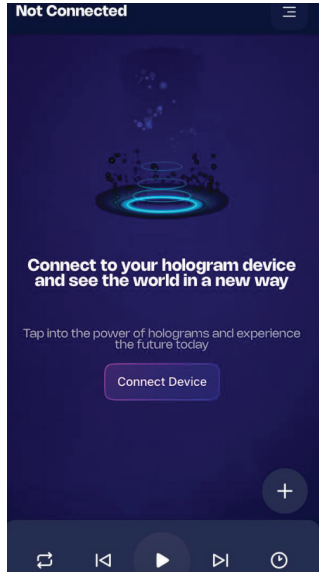 Not Connected
Connect to your hologram device
and see the world in a new way
Tap into the power of holograms and experience
the future today
Connect Device